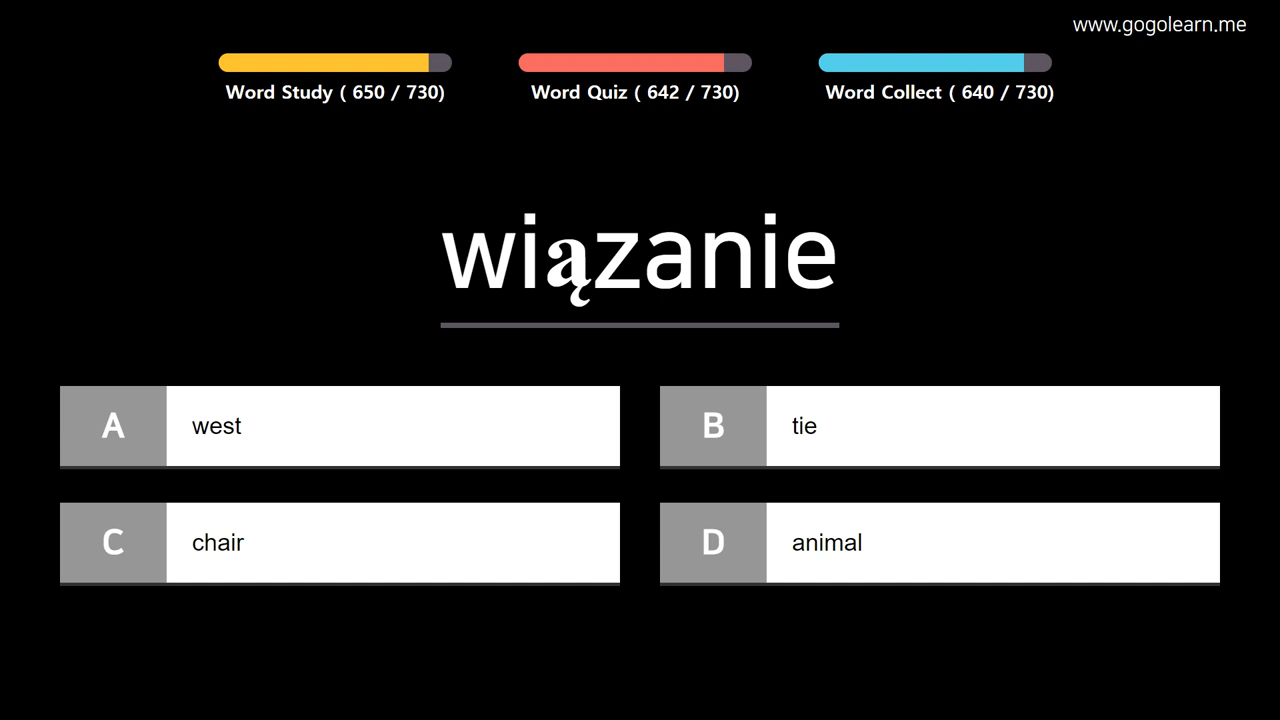 www.gogolearn.me
Word Study ( 650 / 730)
Word Quiz ( 642 / 730)
Word Collect ( 640 / 730)
wiązanie
A west
B tie
C chair
D animal